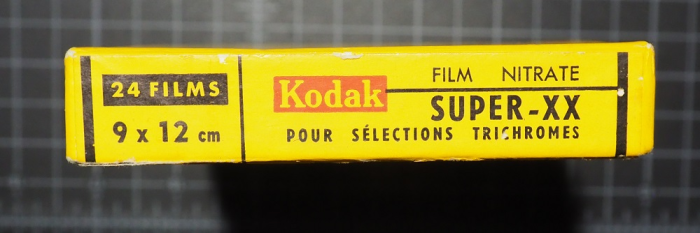 24 FILMS
9 x 12 cm
Kodak
FILM NITRATE
SUPER-XX
POUR SÉLECTIONS TRICHROMES